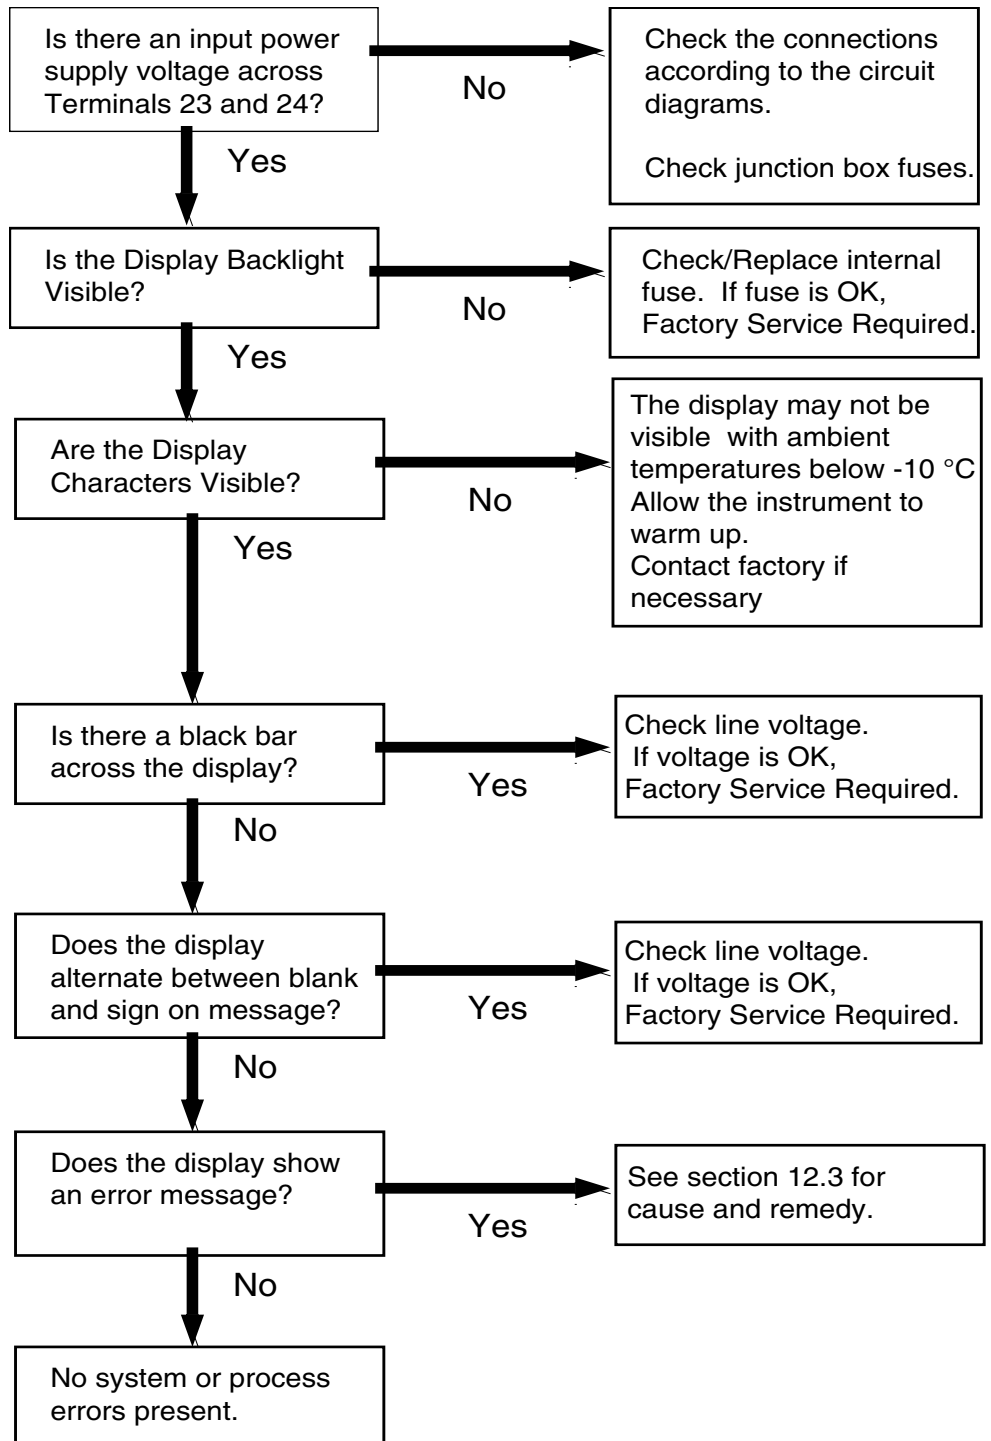 Is there an input power
supply voltage across
Terminals 23 and 24?
No
Check the connections
according to the circuit
diagrams.
Check junction box fuses.
Yes
Is the Display Backlight
Visible?
No
Check/Replace internal
fuse. If fuse is OK,
Factory Service Required.
Yes
Are the Display
Characters Visible?
No
The display may not be
visible with ambient
temperatures below -10 °C
Allow the instrument to
warm up.
Contact factory if
necessary
Yes
Is there a black bar
across the display?
Yes
Check line voltage.
If voltage is OK,
Factory Service Required.
No
Does the display
alternate between blank
and sign on message?
Yes
Check line voltage.
If voltage is OK,
Factory Service Required.
No
Does the display show
an error message?
Yes
See section 12.3 for
cause and remedy.
No
No system or process
errors present.